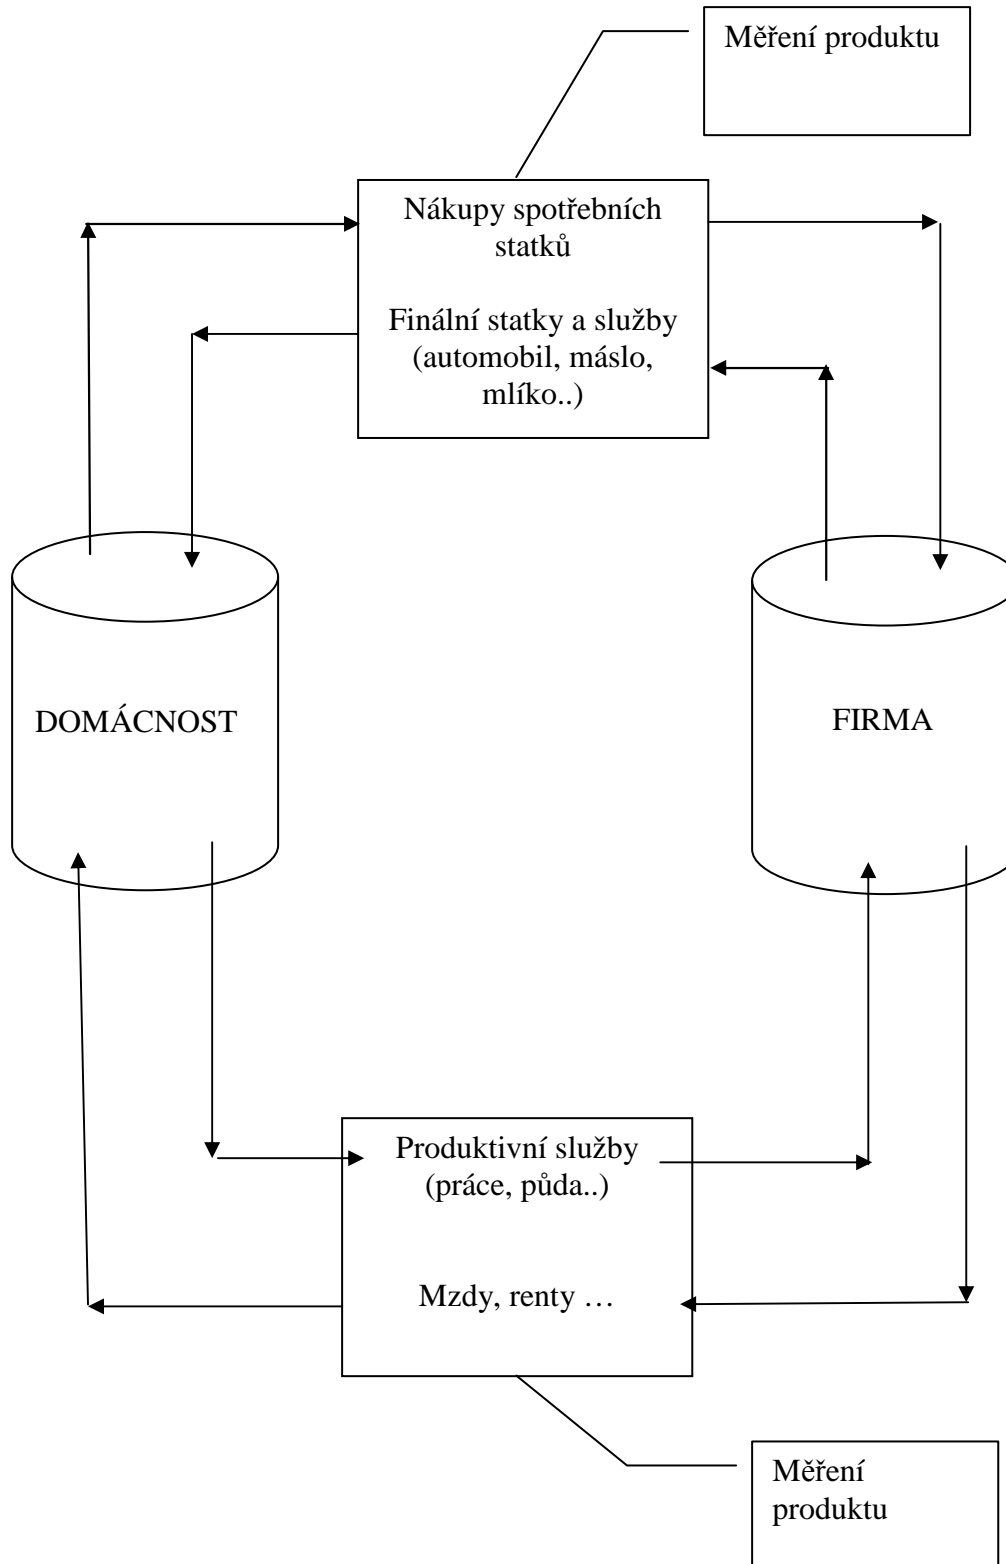 Měření produktu
Nákupy spotřebních
statků
Finální statky a služby
(automobil, máslo,
mlíko..)
DOMÁCNOST
FIRMA
Produktivní služby
(práce, půda..)
Mzdy, renty …
Měření
produktu